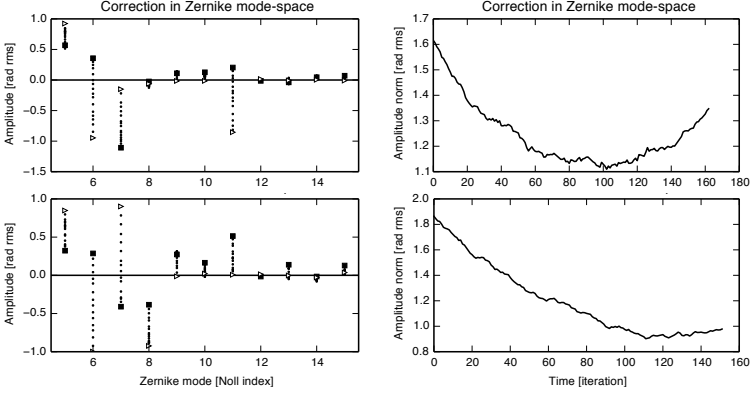 Correction in Zernike mode-space
Amplitude [rad rms]
1.0
0.5
0.0
−0.5
−1.0
−1.5
6 8 10 12 14
Correction in Zernike mode-space
Amplitude norm [rad rms]
1.7
1.6
1.5
1.4
1.3
1.2
1.1
0 20 40 60 80 100 120 140 160 180
Amplitude [rad rms]
1.0
0.5
0.0
−0.5
−1.0
6 8 10 12 14
Zernike mode [Noll index]
Amplitude norm [rad rms]
2.0
1.8
1.6
1.4
1.2
1.0
0.8
0 20 40 60 80 100 120 140 160
Time [iteration]